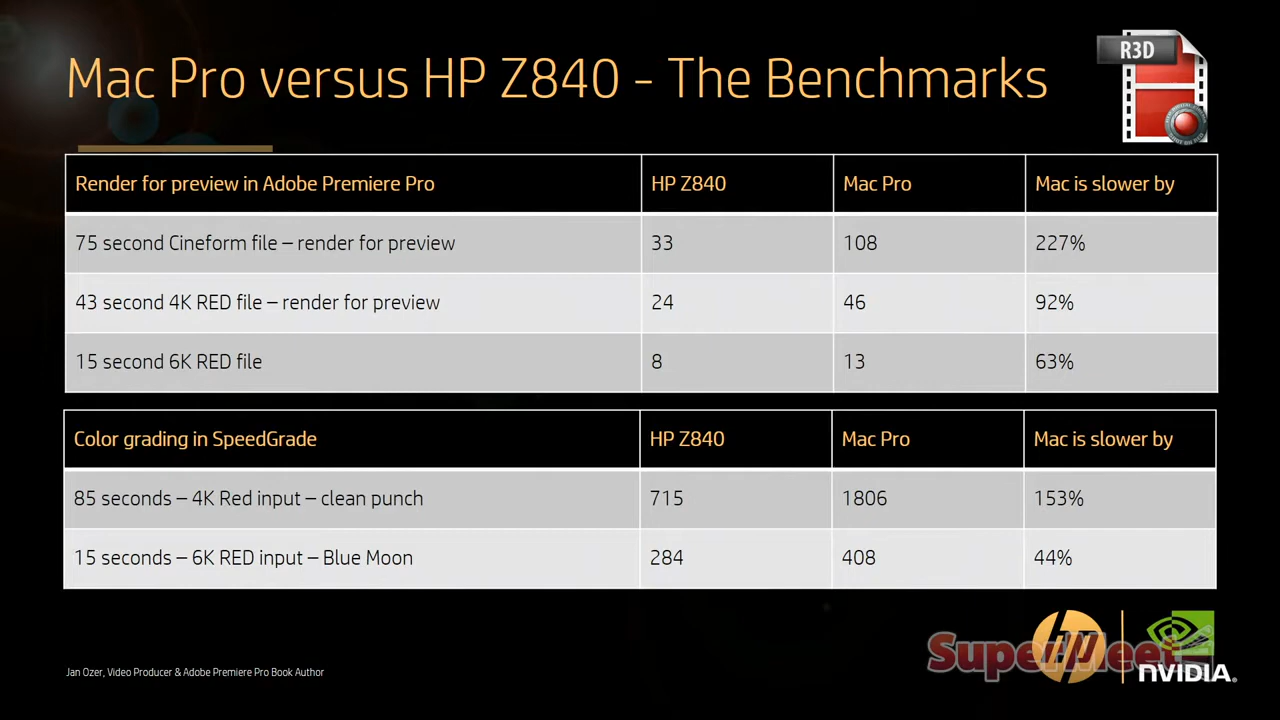 Mac Pro versus HP Z840 - The Benchmarks
R3D
Render for preview in Adobe Premiere Pro HP Z840 Mac Pro Mac is slower by
75 second Cineform file – render for preview 33 108 227%
43 second 4K RED file – render for preview 24 46 92%
15 second 6K RED file 8 13 63%
Color grading in SpeedGrade HP Z840 Mac Pro Mac is slower by
85 seconds – 4K Red input – clean punch 715 1806 153%
15 seconds – 6K RED input – Blue Moon 284 408 44%
SuperMeet
hp
NVIDIA.
Jan Ozer, Video Producer & Adobe Premiere Pro Book Author